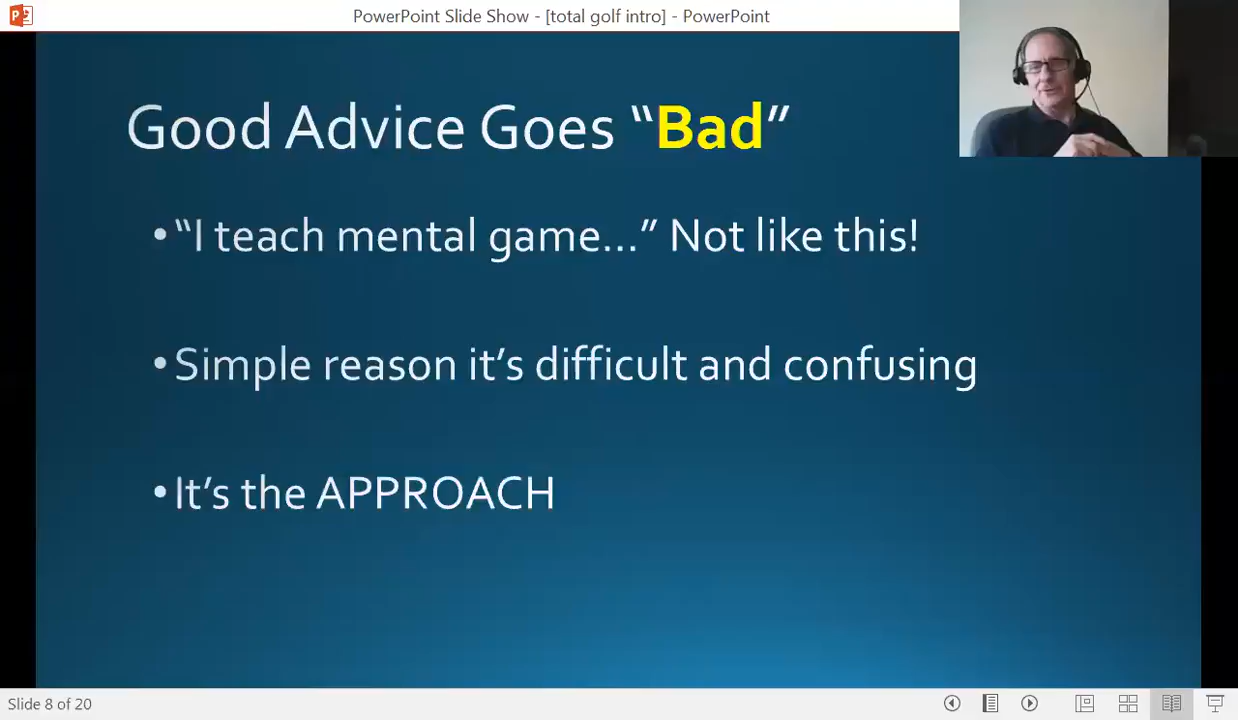 PowerPoint Slide Show - [total golf intro] - PowerPoint
Good Advice Goes “Bad”
•“I teach mental game...” Not like this!
•Simple reason it’s difficult and confusing
•It’s the APPROACH
Slide 8 of 20